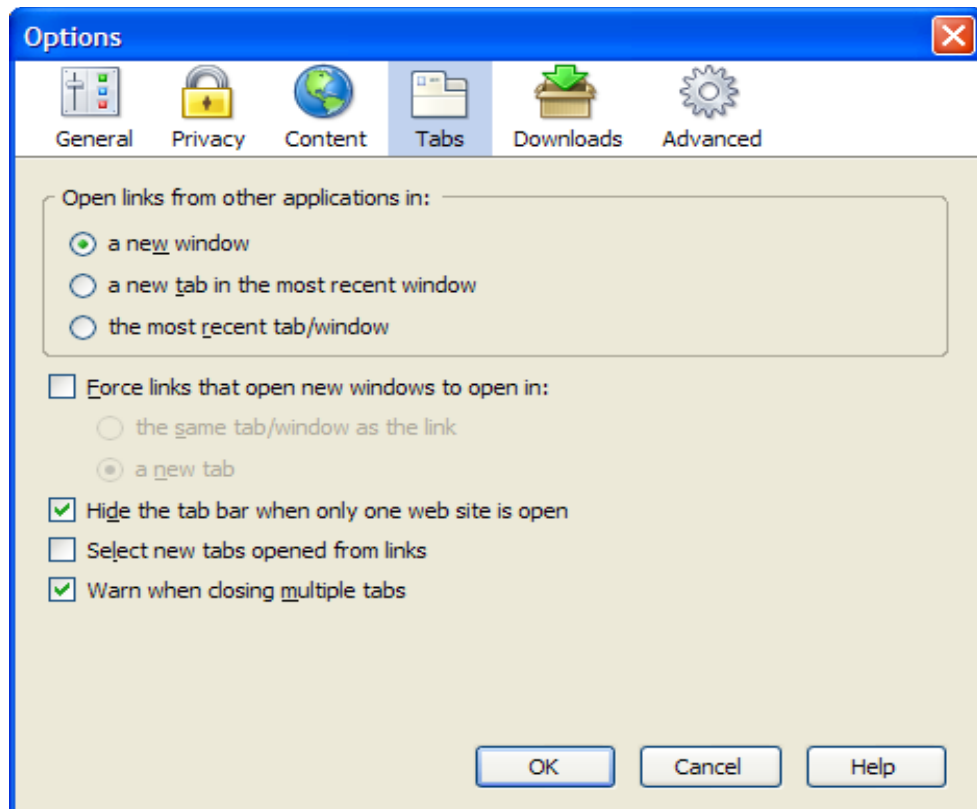 Options
General Privacy Content Tabs Downloads Advanced
Open links from other applications in:
a new window
a new tab in the most recent window
the most recent tab/window
Force links that open new windows to open in:
the same tab/window as the link
a new tab
Hide the tab bar when only one web site is open
Select new tabs opened from links
Warn when closing multiple tabs
OK Cancel Help